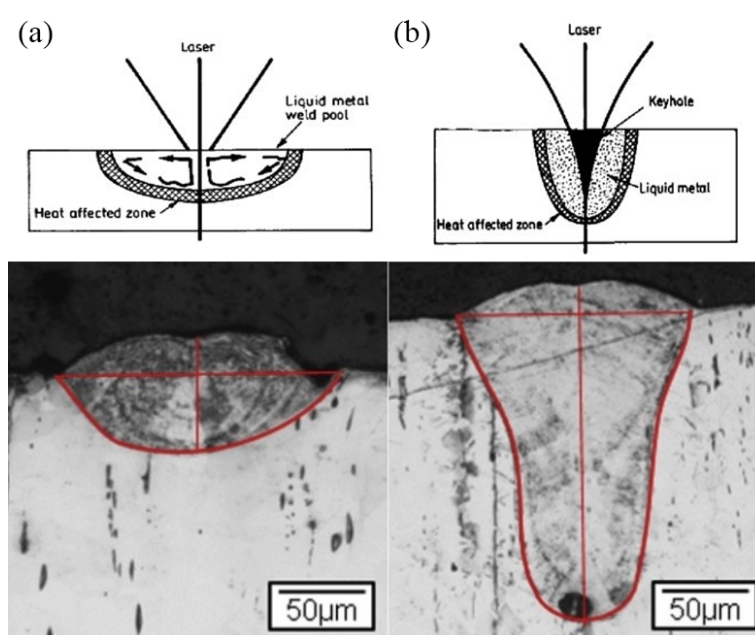 (a)
Laser
Liquid metal
weld pool
Heat affected zone
(b)
Laser
Keyhole
Liquid metal
Heat affected zone
50μm
50μm